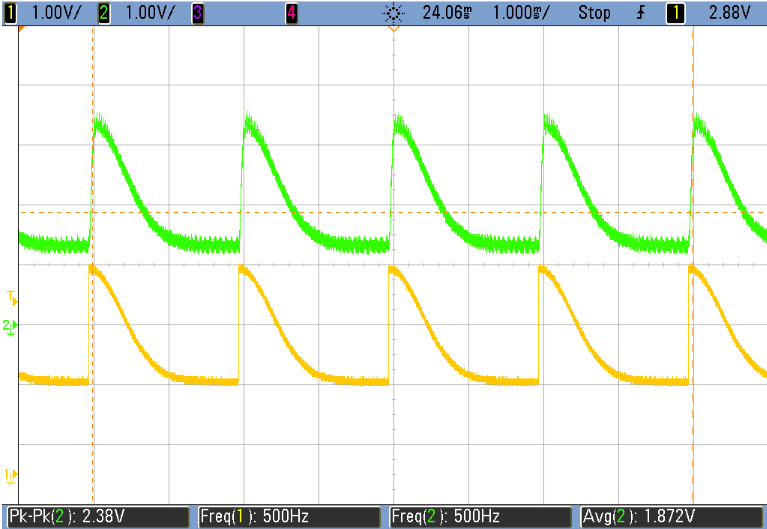 1 1.00V/ 2 1.00V/ 3 4 24.06ms 1.000ms/ Stop 1 2.88V
T
2
1
Pk-Pk(2): 2.38V Freq(1): 500Hz Freq(2): 500Hz Avg(2): 1.872V